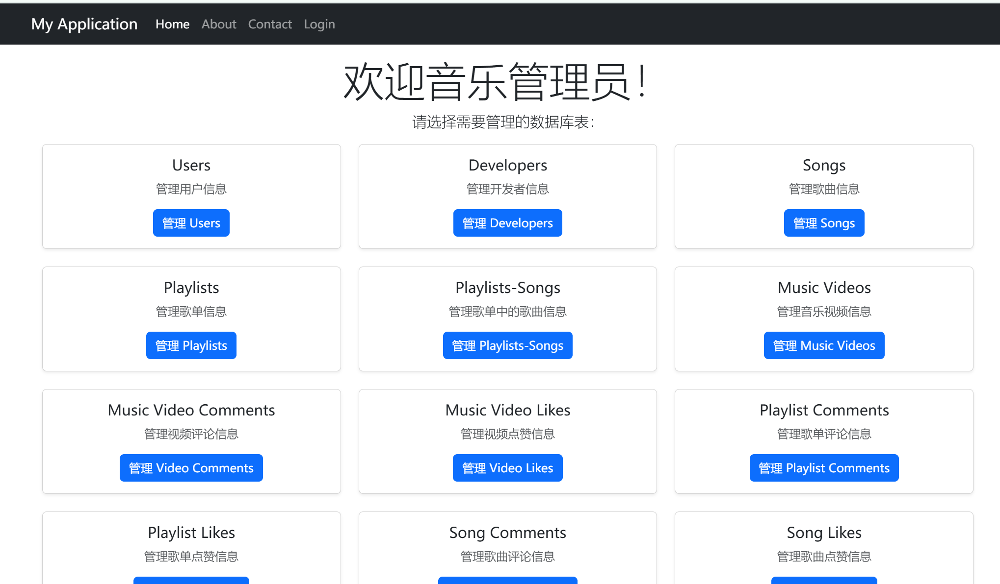 My Application Home About Contact Login
欢迎音乐管理员!
请选择需要管理的数据库表:
Users
管理用户信息
管理 Users
Developers
管理开发者信息
管理 Developers
Songs
管理歌曲信息
管理 Songs
Playlists
管理歌单信息
管理 Playlists
Playlists-Songs
管理歌单中的歌曲信息
管理 Playlists-Songs
Music Videos
管理音乐视频信息
管理 Music Videos
Music Video Comments
管理视频评论信息
管理 Video Comments
Music Video Likes
管理视频点赞信息
管理 Video Likes
Playlist Comments
管理歌单评论信息
管理 Playlist Comments
Playlist Likes
管理歌单点赞信息
Song Comments
管理歌曲评论信息
Song Likes
管理歌曲点赞信息